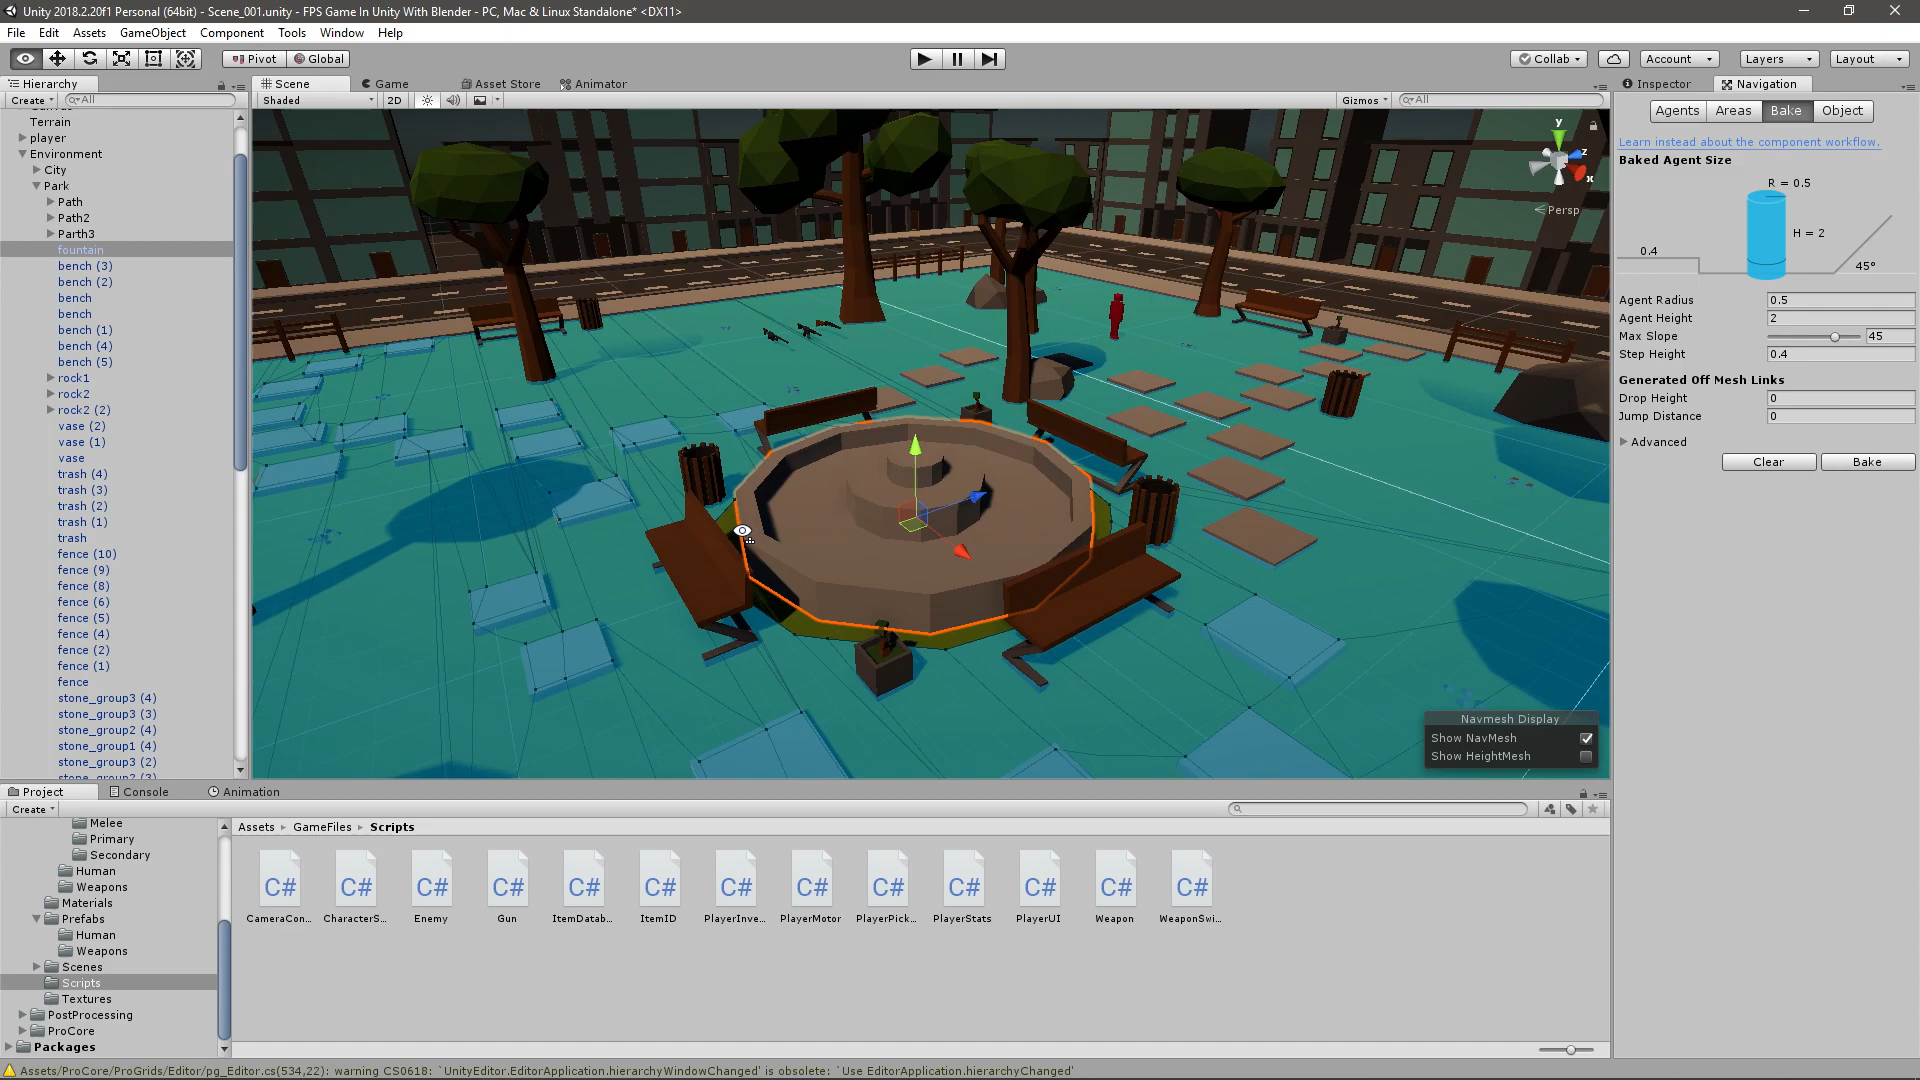 Unity 2018.2.20f1 Personal (64bit) - Scene_001.unity - FPS Game In Unity With Blender - PC, Mac & Linux Standalone* <DX11>
File Edit Assets GameObject Component Tools Window Help
Pivot Global Collab Account Layers Layout
Hierarchy
Create All
Terrain
player
Environment
City
Park
Path
Path2
Parth3
fountain
bench (3)
bench (2)
bench
bench
bench (1)
bench (4)
bench (5)
rock1
rock2
rock2 (2)
vase (2)
vase (1)
vase
trash (4)
trash (3)
trash (2)
trash (1)
trash
fence (10)
fence (9)
fence (8)
fence (6)
fence (5)
fence (4)
fence (2)
fence (1)
fence
stone_group3 (4)
stone_group3 (3)
stone_group2 (4)
stone_group1 (4)
stone_group3 (2)
stone_group2 (3)
Scene Game Asset Store Animator
Shaded 2D Gizmos All
y
z
x
Persp
Navmesh Display
Show NavMesh
Show HeightMesh
Inspector Navigation
Agents Areas Bake Object
Learn instead about the component workflow.
Baked Agent Size
R = 0.5
H = 2
0.4
45°
Agent Radius 0.5
Agent Height 2
Max Slope 45
Step Height 0.4
Generated Off Mesh Links
Drop Height 0
Jump Distance 0
Advanced
Clear Bake
Project Console Animation
Create
Melee
Primary
Secondary
Human
Weapons
Materials
Prefabs
Human
Weapons
Scenes
Scripts
Textures
PostProcessing
ProCore
Packages
Assets GameFiles Scripts
C# C# C# C# C# C# C# C# C# C# C# C# C#
CameraCon... CharacterS... Enemy Gun ItemDatab... ItemID PlayerInve... PlayerMotor PlayerPick... PlayerStats PlayerUI Weapon WeaponSwi...
Assets/ProCore/ProGrids/Editor/pg_Editor.cs(534,22): warning CS0618: `UnityEditor.EditorApplication.hierarchyWindowChanged' is obsolete: `Use EditorApplication.hierarchyChanged'